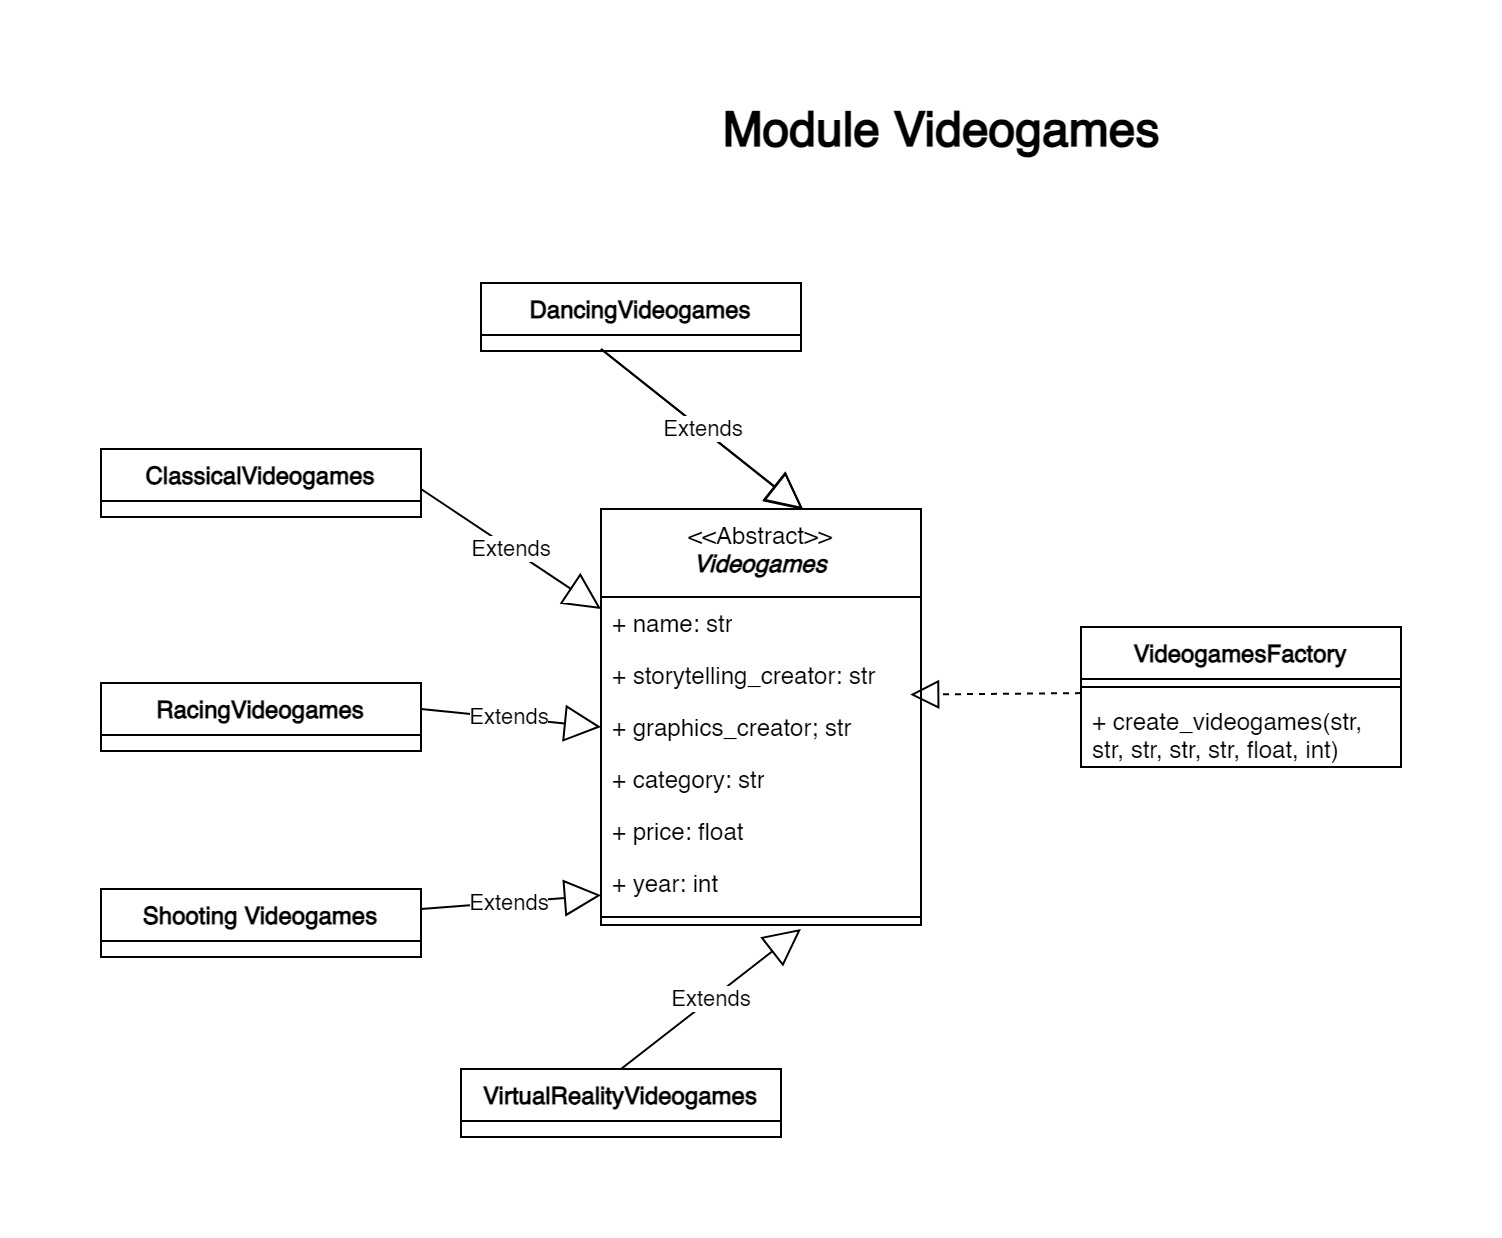 Module Videogames
DancingVideogames
Extends
ClassicalVideogames
Extends
<<Abstract>>
Videogames
+ name: str
+ storytelling_creator: str
+ graphics_creator; str
+ category: str
+ price: float
+ year: int
VideogamesFactory
+ create_videogames(str,
str, str, str, str, float, int)
RacingVideogames
Extends
Shooting Videogames
Extends
Extends
VirtualRealityVideogames